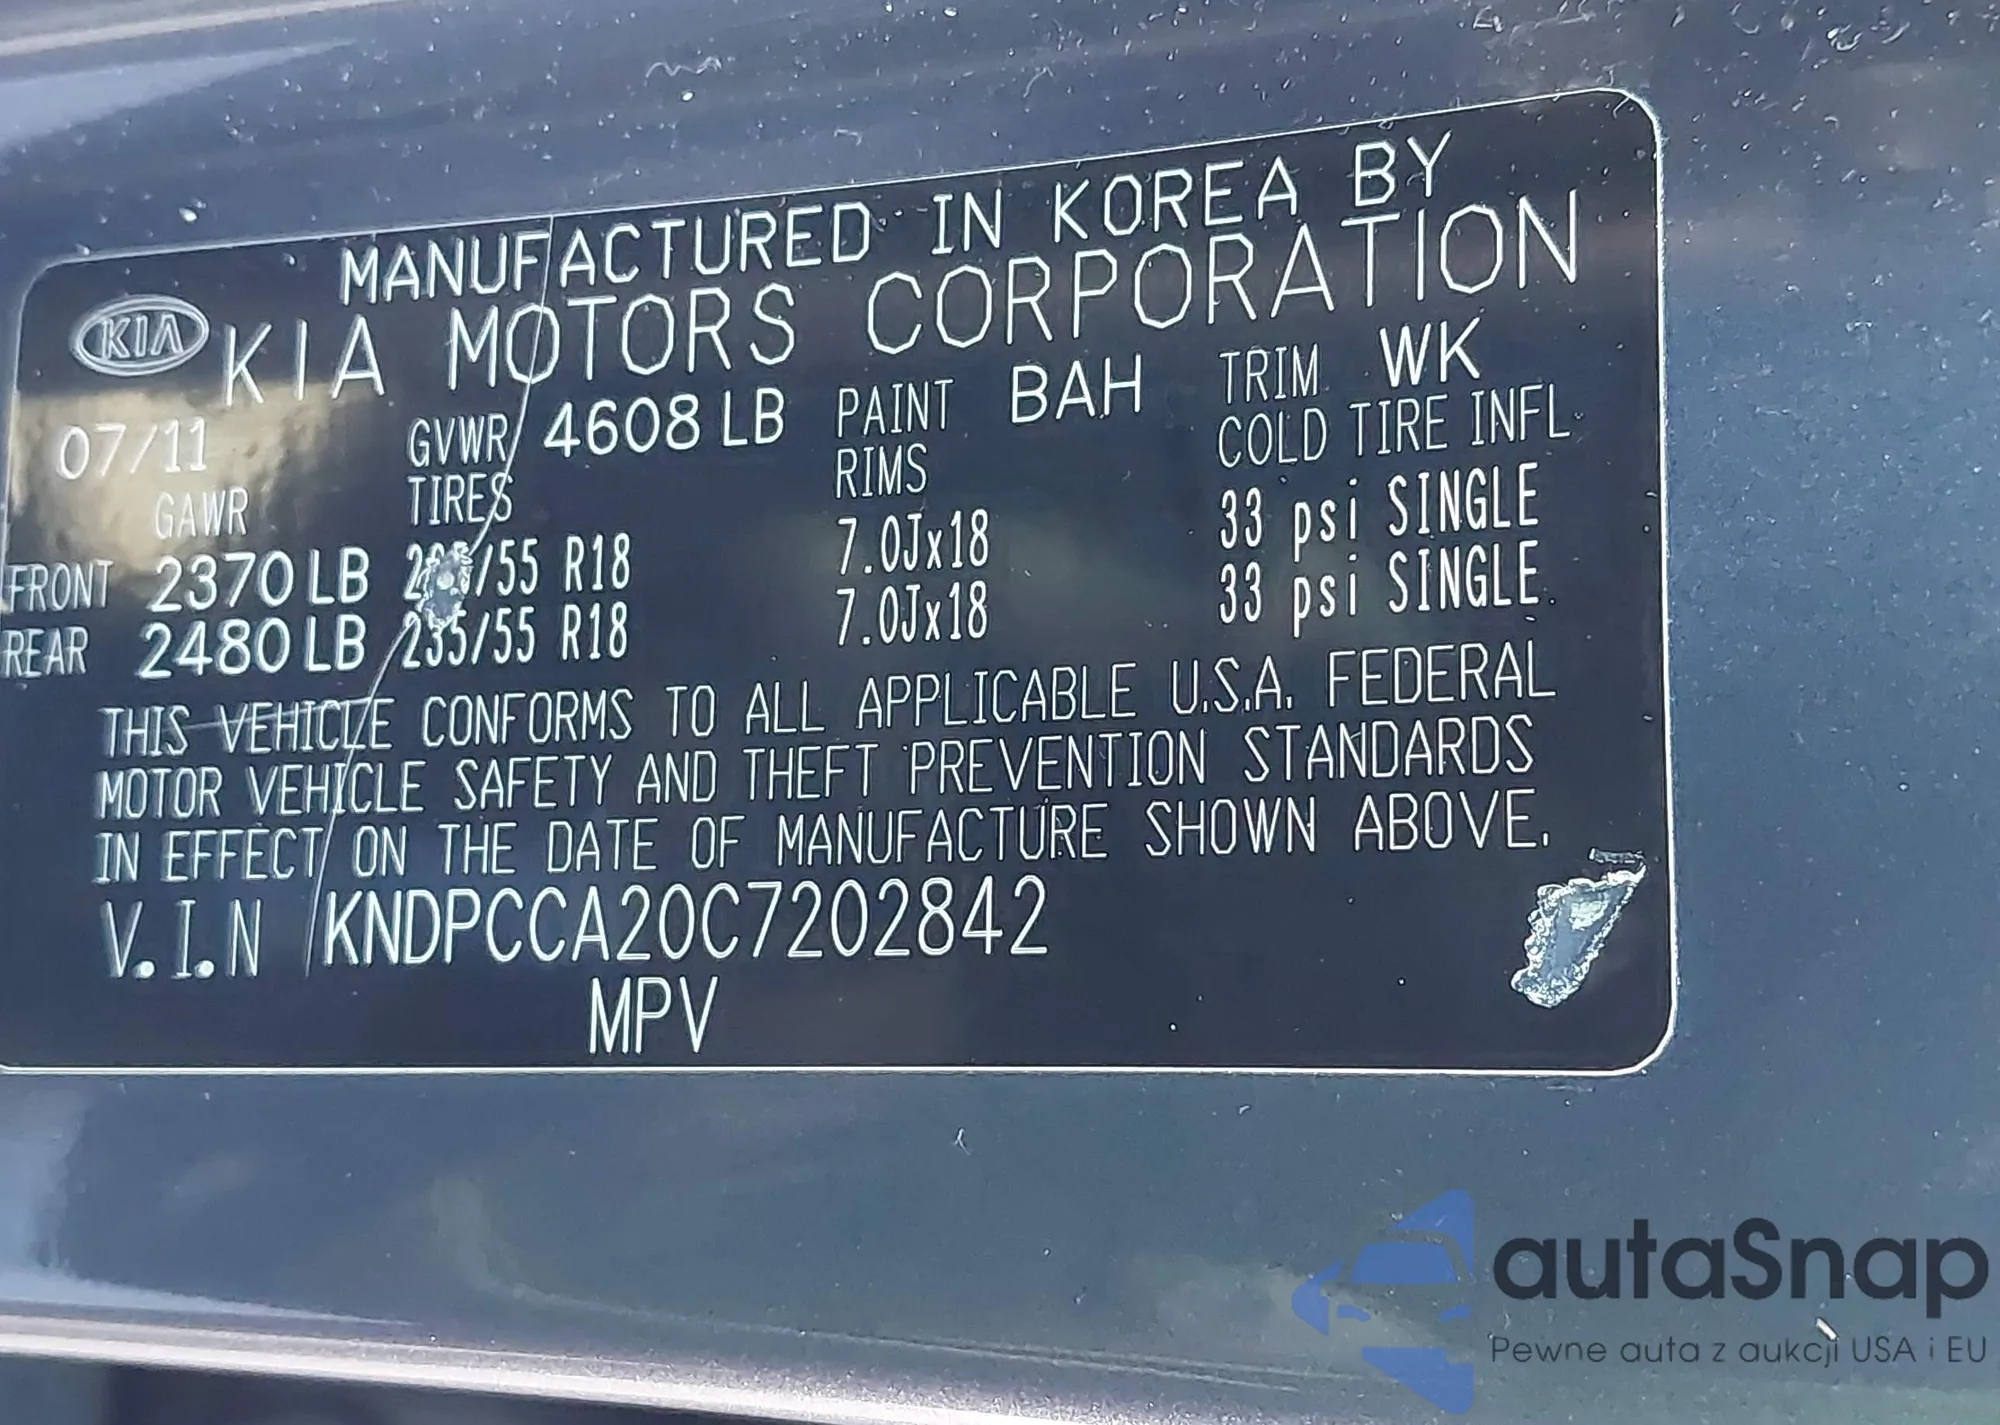 MANUFACTURED IN KOREA BY
KIA KIA MOTORS CORPORATION
07/11 GVWR 4608 LB PAINT BAH TRIM WK
GAWR TIRES RIMS COLD TIRE INFL.
FRONT 2370 LB /55 R18 7.0Jx18 33 psi SINGLE
REAR 2480 LB 235/55 R18 7.0Jx18 33 psi SINGLE
THIS VEHICLE CONFORMS TO ALL APPLICABLE U.S.A. FEDERAL
MOTOR VEHICLE SAFETY AND THEFT PREVENTION STANDARDS
IN EFFECT ON THE DATE OF MANUFACTURE SHOWN ABOVE.
V.I.N KNDPCCA20C7202842
MPV
autaSnap
Pewne auta z aukcji USA i EU